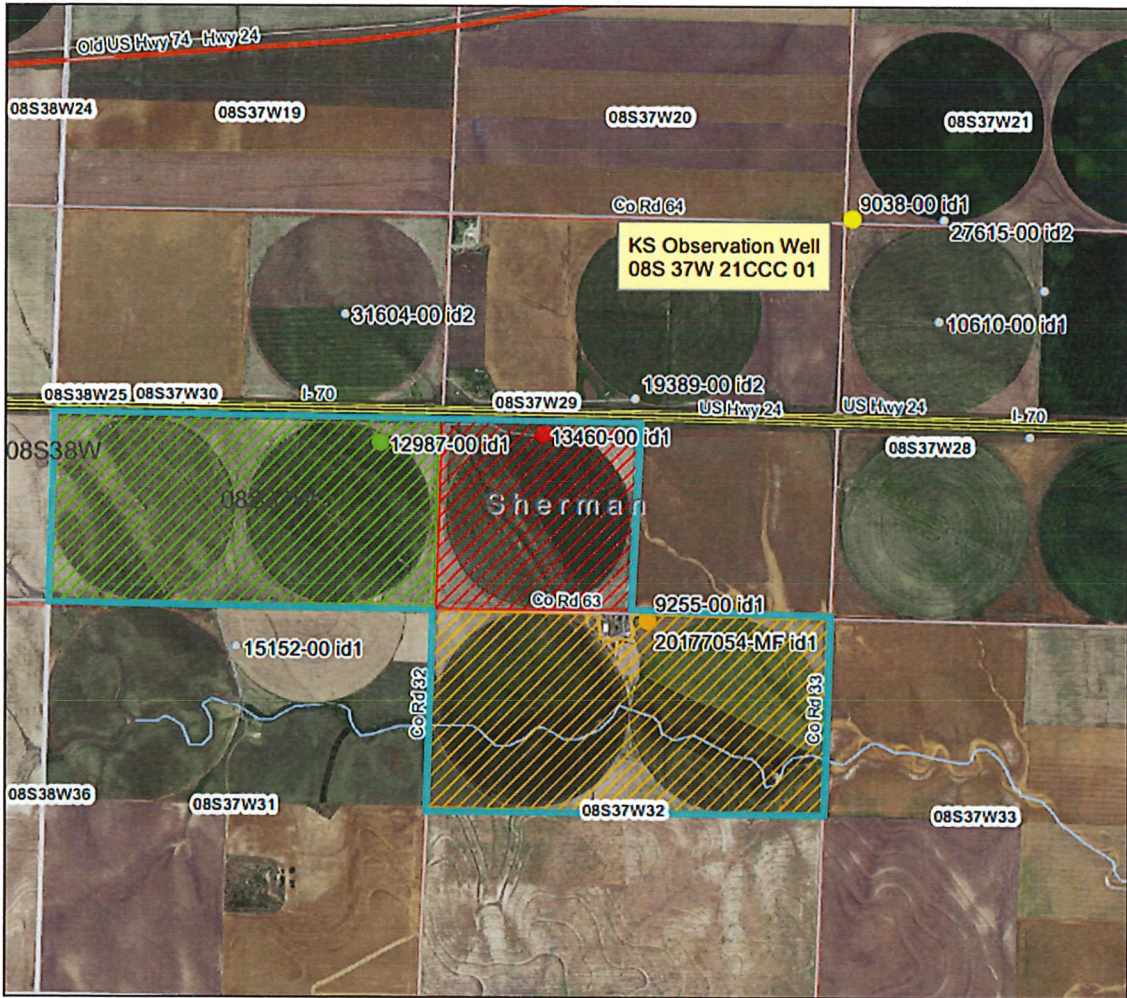 Old US Hwy 74 Hwy 24
08S38W24
08S37W19
08S37W20
08S37W21
Co Rd 64
9038-00 id1
27615-00 id2
KS Observation Well
08S 37W 21CCC 01
31604-00 id2
10610-00 id1
19389-00 id2
08S38W25
08S37W30
I-70
08S37W29
US Hwy 24
US Hwy 24
I-70
08S38W
12987-00 id1
13460-00 id1
08S37W28
Sherman
Co Rd 63
9255-00 id1
20177054-MF id1
15152-00 id1
Co Rd 32
Co Rd 33
08S38W36
08S37W31
08S37W32
08S37W33